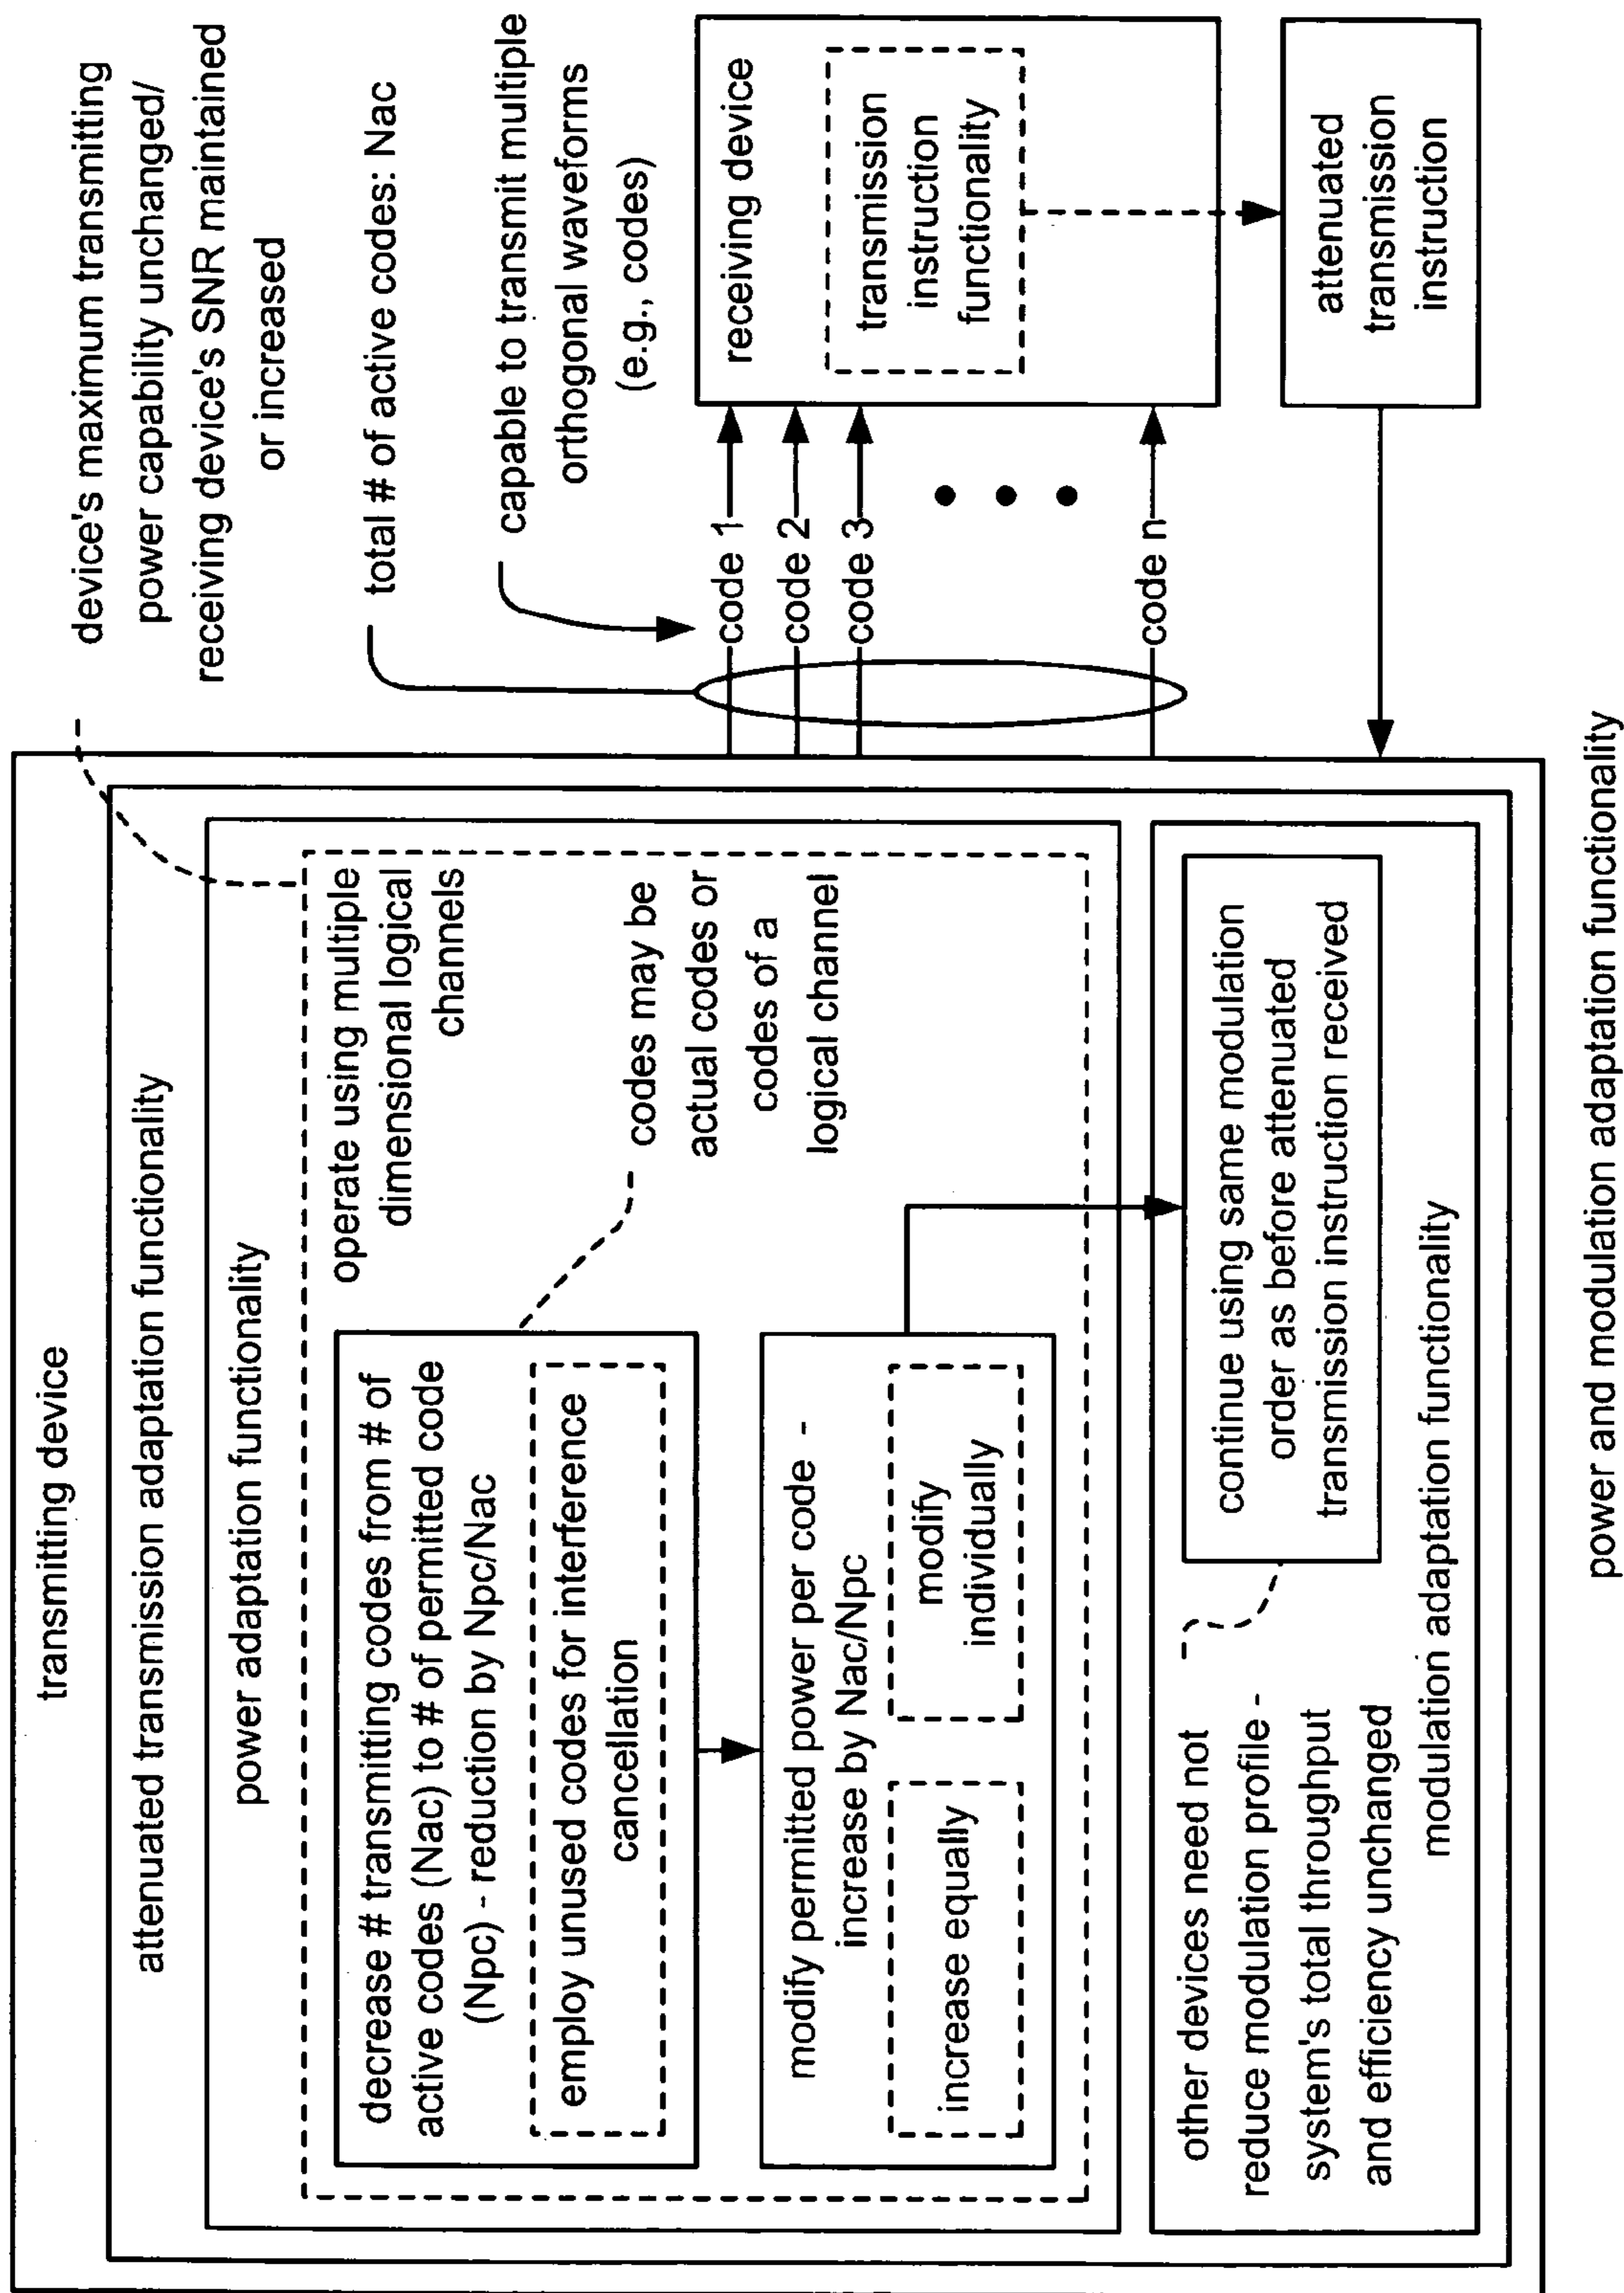 transmitting device
attenuated transmission adaptation functionality
power adaptation functionality
operate using multiple
dimensional logical
channels
decrease # transmitting codes from # of
active codes (Nac) to # of permitted code
(Npc) - reduction by Npc/Nac
employ unused codes for interference
cancellation
codes may be
actual codes or
codes of a
logical channel
modify permitted power per code -
increase by Nac/Npc
increase equally
modify
individually
other devices need not
reduce modulation profile -
system's total throughput
and efficiency unchanged
continue using same modulation
order as before attenuated
transmission instruction received
modulation adaptation functionality
device's maximum transmitting
power capability unchanged/
receiving device's SNR maintained
or increased
total # of active codes: Nac
capable to transmit multiple
orthogonal waveforms
(e.g., codes)
code 1
code 2
code 3
code n
receiving device
transmission
instruction
functionality
attenuated
transmission
instruction
power and modulation adaptation functionality